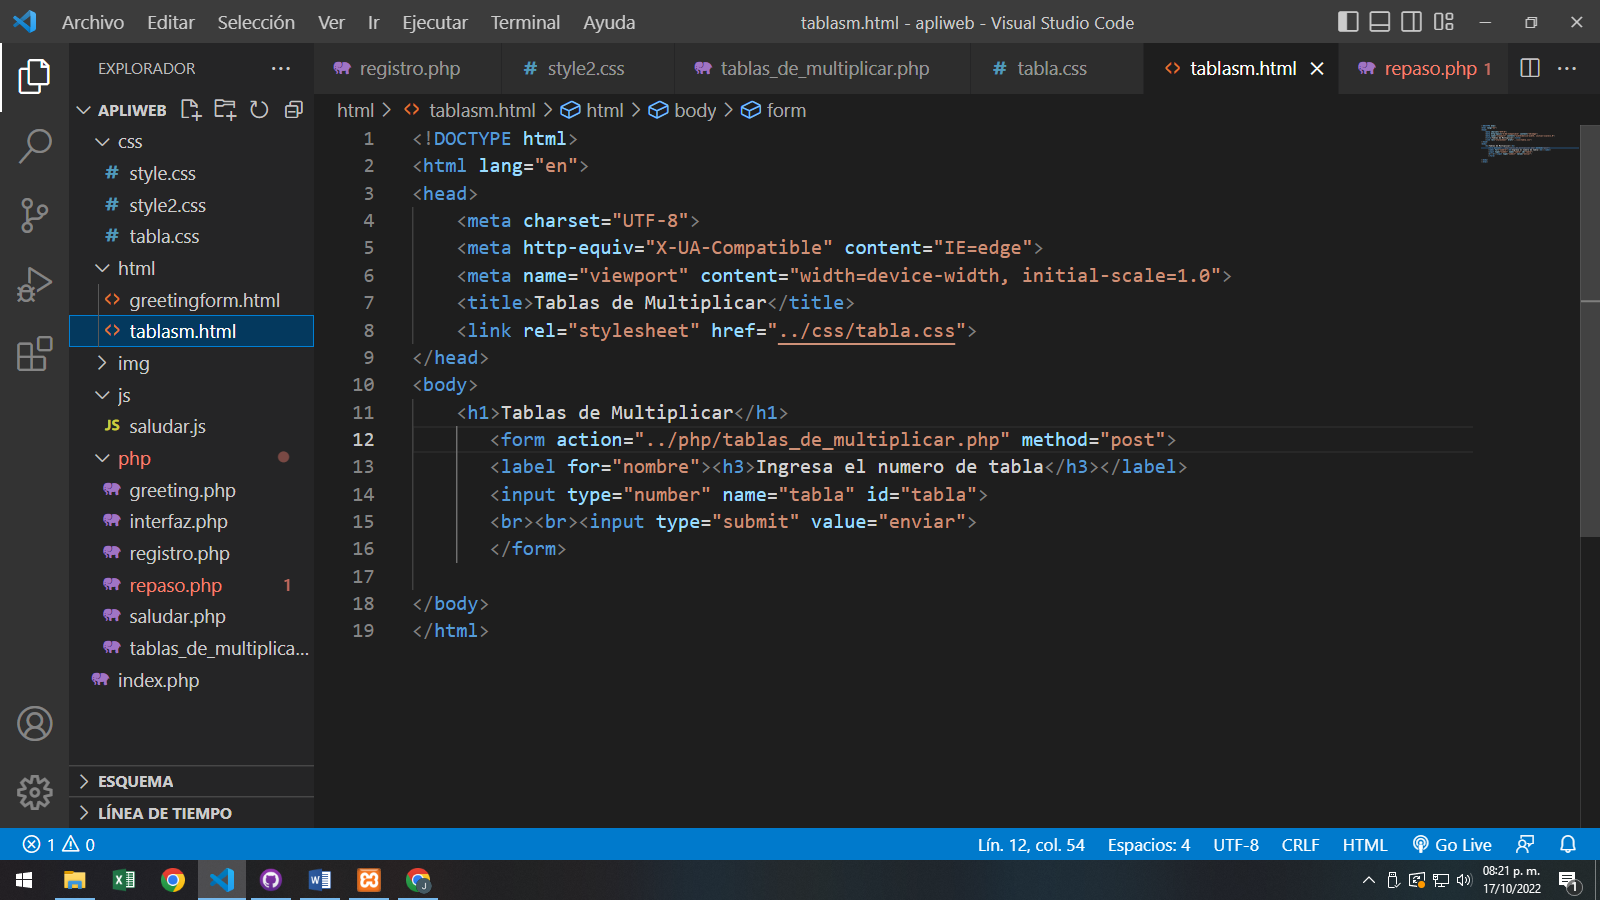 Archivo Editar Selección Ver Ir Ejecutar Terminal Ayuda
tablasm.html - apliweb - Visual Studio Code
EXPLORADOR
APLIWEB
css
# style.css
# style2.css
# tabla.css
html
<> greetingform.html
<> tablasm.html
img
js
JS saludar.js
php
greeting.php
interfaz.php
registro.php
repaso.php 1
saludar.php
tablas_de_multiplica...
index.php
ESQUEMA
LÍNEA DE TIEMPO
registro.php # style2.css tablas_de_multiplicar.php # tabla.css <> tablasm.html repaso.php 1
html > <> tablasm.html > html > body > form
1 <!DOCTYPE html>
2 <html lang="en">
3 <head>
4 <meta charset="UTF-8">
5 <meta http-equiv="X-UA-Compatible" content="IE=edge">
6 <meta name="viewport" content="width=device-width, initial-scale=1.0">
7 <title>Tablas de Multiplicar</title>
8 <link rel="stylesheet" href="../css/tabla.css">
9 </head>
10 <body>
11 <h1>Tablas de Multiplicar</h1>
12 <form action="../php/tablas_de_multiplicar.php" method="post">
13 <label for="nombre"><h3>Ingresa el numero de tabla</h3></label>
14 <input type="number" name="tabla" id="tabla">
15 <br><br><input type="submit" value="enviar">
16 </form>
17
18 </body>
19 </html>
1 0
Lín. 12, col. 54 Espacios: 4 UTF-8 CRLF HTML Go Live
08:21 p. m.
17/10/2022
1